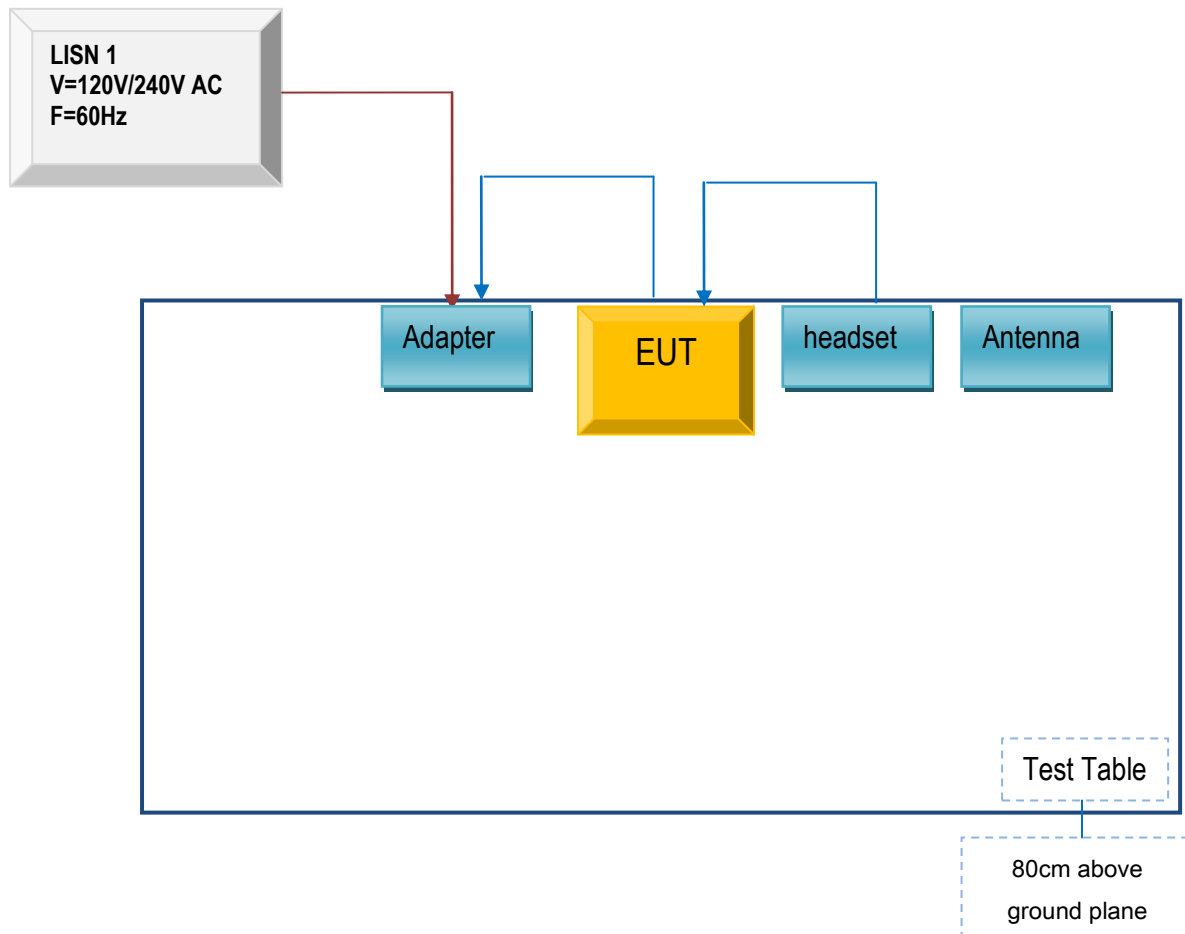 LISN 1
V=120V/240V AC
F=60Hz
Adapter
EUT
headset
Antenna
Test Table
80cm above
ground plane